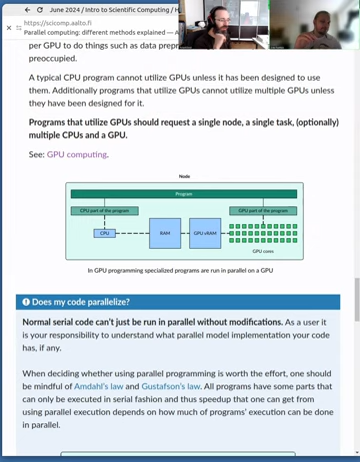 June 2024 / Intro to Scientific Computing / H
https://scicomp.aalto.fi
Parallel computing: different methods explained — A
per GPU to do things such as data prepr
preoccupied.
A typical CPU program cannot utilize GPUs unless it has been designed to use
them. Additionally programs that utilize GPUs cannot utilize multiple GPUs unless
they have been designed for it.
Programs that utilize GPUs should request a single node, a single task, (optionally)
multiple CPUs and a GPU.
See: GPU computing.
Node
Program
CPU part of the program
GPU part of the program
CPU
RAM
GPU vRAM
GPU cores
In GPU programming specialized programs are run in parallel on a GPU
Does my code parallelize?
Normal serial code can't just be run in parallel without modifications. As a user it
is your responsibility to understand what parallel model implementation your code
has, if any.
When deciding whether using parallel programming is worth the effort, one should
be mindful of Amdahl's law and Gustafson's law. All programs have some parts that
can only be executed in serial fashion and thus speedup that one can get from
using parallel execution depends on how much of programs' execution can be done
in parallel.